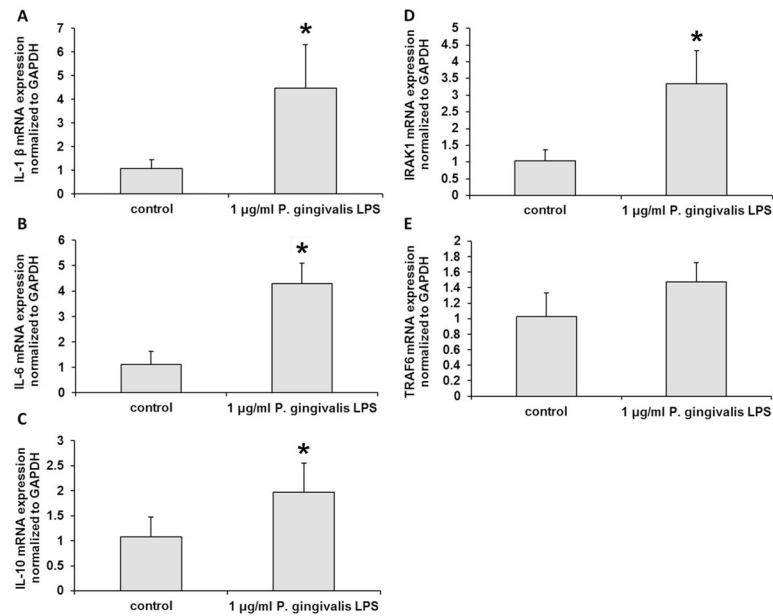 A
IL-1 β mRNA expression
normalized to GAPDH
7
6
5
4
3
2
1
0
*
control
1 µg/ml P. gingivalis LPS
B
IL-6 mRNA expression
normalized to GAPDH
6
5
4
3
2
1
0
*
control
1 µg/ml P. gingivalis LPS
C
IL-10 mRNA expression
normalized to GAPDH
3
2.5
2
1.5
1
0.5
0
*
control
1 µg/ml P. gingivalis LPS
D
IRAK1 mRNA expression
normalized to GAPDH
5
4.5
4
3.5
3
2.5
2
1.5
1
0.5
0
*
control
1 µg/ml P. gingivalis LPS
E
TRAF6 mRNA expression
normalized to GAPDH
2
1.8
1.6
1.4
1.2
1
0.8
0.6
0.4
0.2
0
control
1 µg/ml P. gingivalis LPS